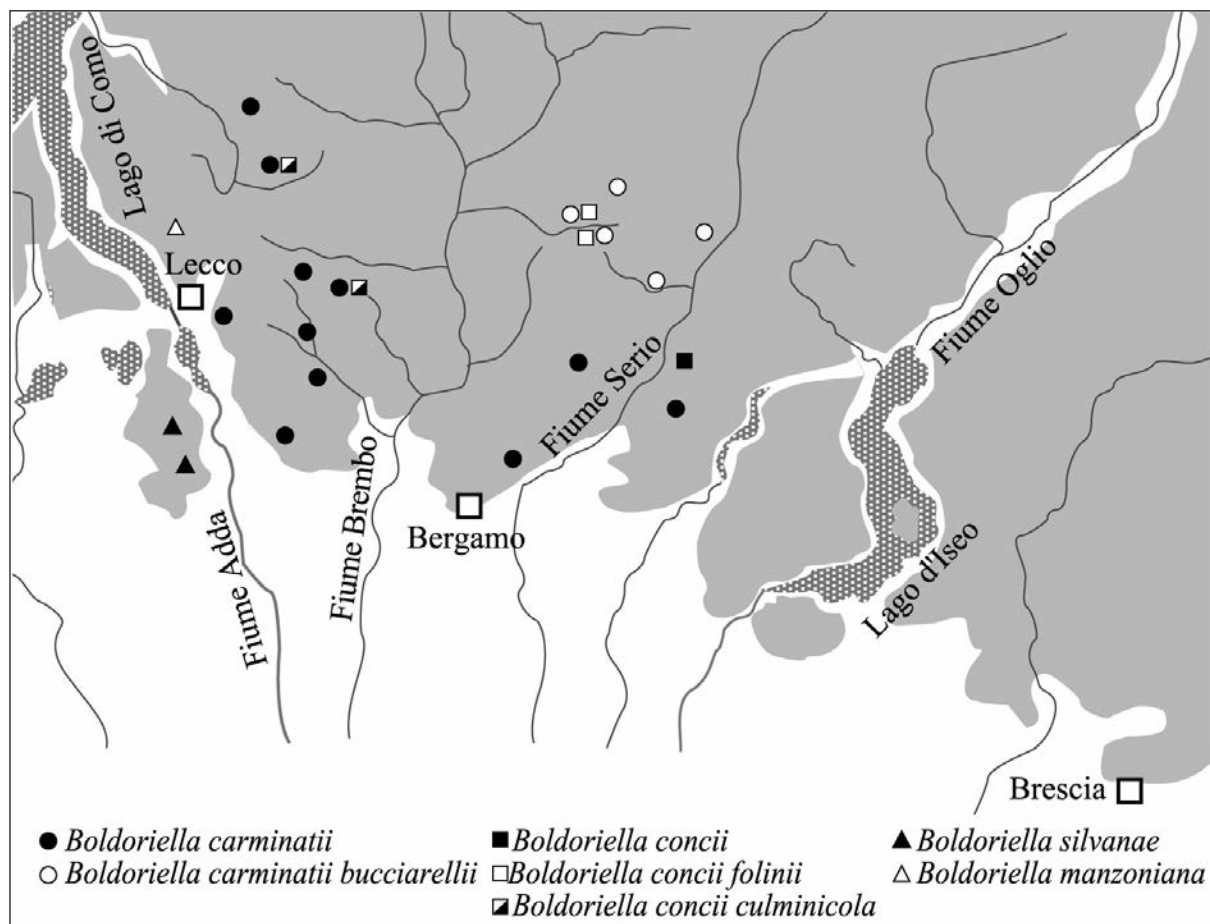 Lago di Como
Lecco
Fiume Adda
Fiume Brembo
Bergamo
Fiume Serio
Fiume Oglio
Lago d'Iseo
Brescia
Boldoriella carminatii
Boldoriella carminatii bucciarellii
Boldoriella concii
Boldoriella concii folinii
Boldoriella concii culminicola
Boldoriella silvanae
Boldoriella manzoniana